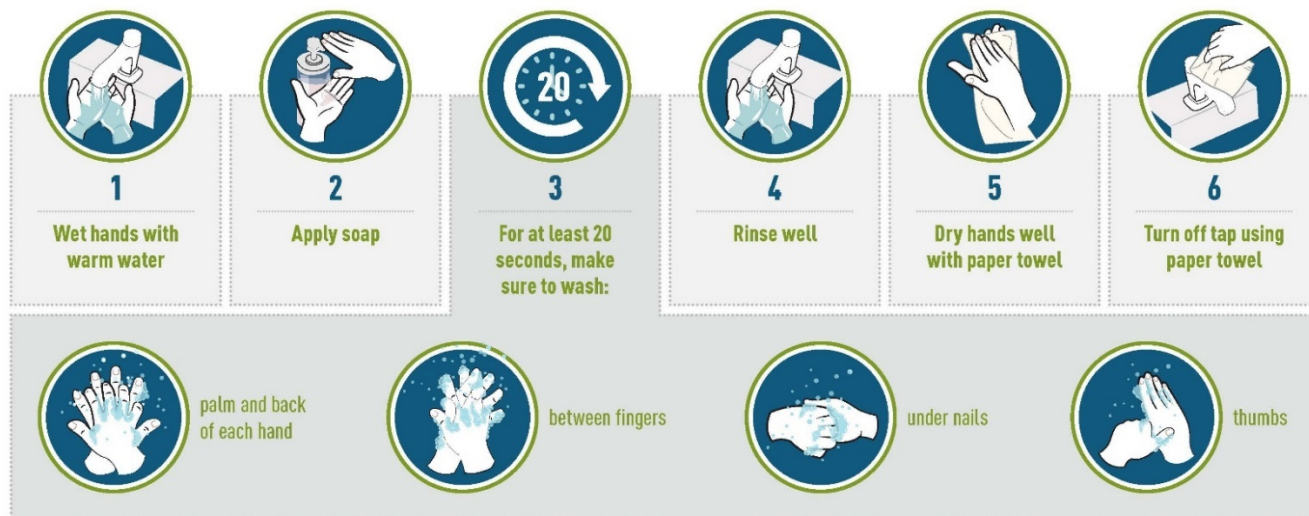 1
Wet hands with
warm water
2
Apply soap
20
3
For at least 20
seconds, make
sure to wash:
4
Rinse well
5
Dry hands well
with paper towel
6
Turn off tap using
paper towel
palm and back
of each hand
between fingers
under nails
thumbs